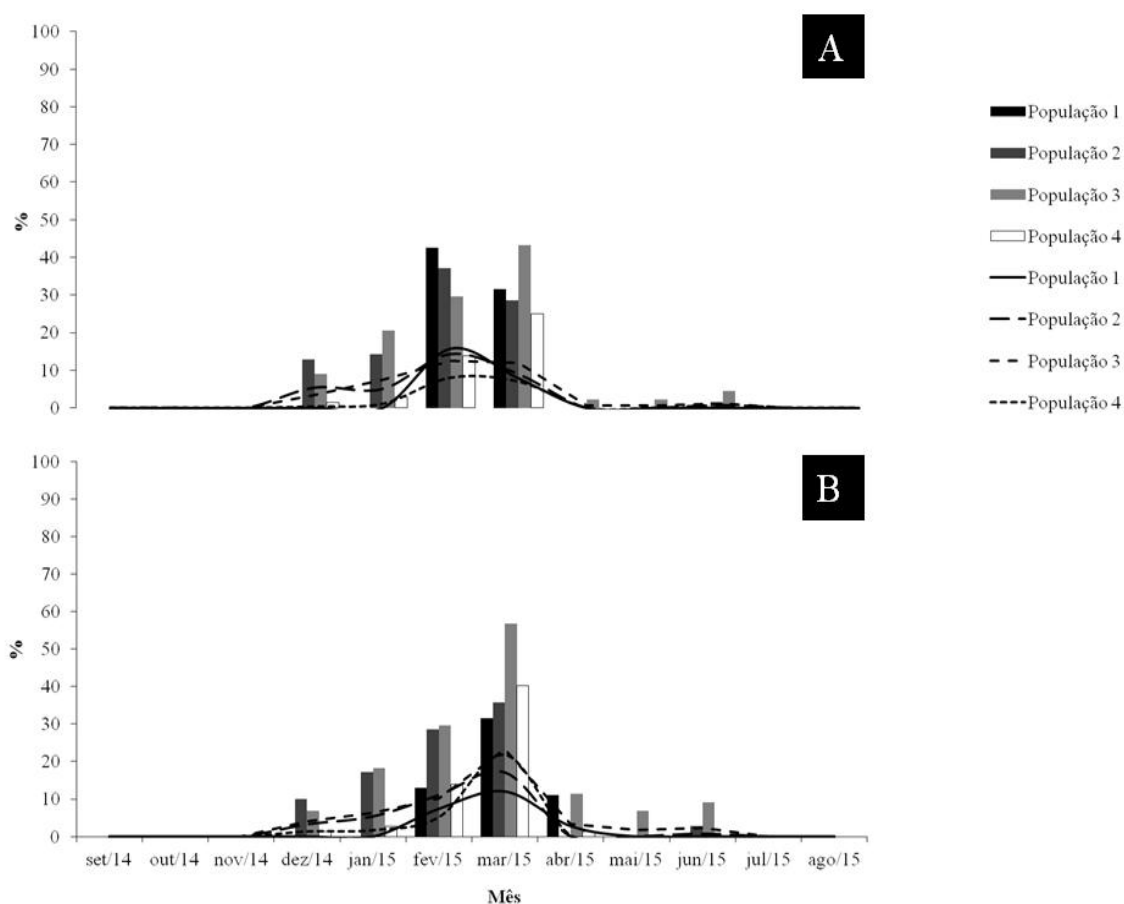 A
100
90
80
70
60
50
40
30
20
10
0
%
População 1
População 2
População 3
População 4
População 1
População 2
População 3
População 4
B
100
90
80
70
60
50
40
30
20
10
0
%
set/14 out/14 nov/14 dez/14 jan/15 fev/15 mar/15 abr/15 mai/15 jun/15 jul/15 ago/15
Mês